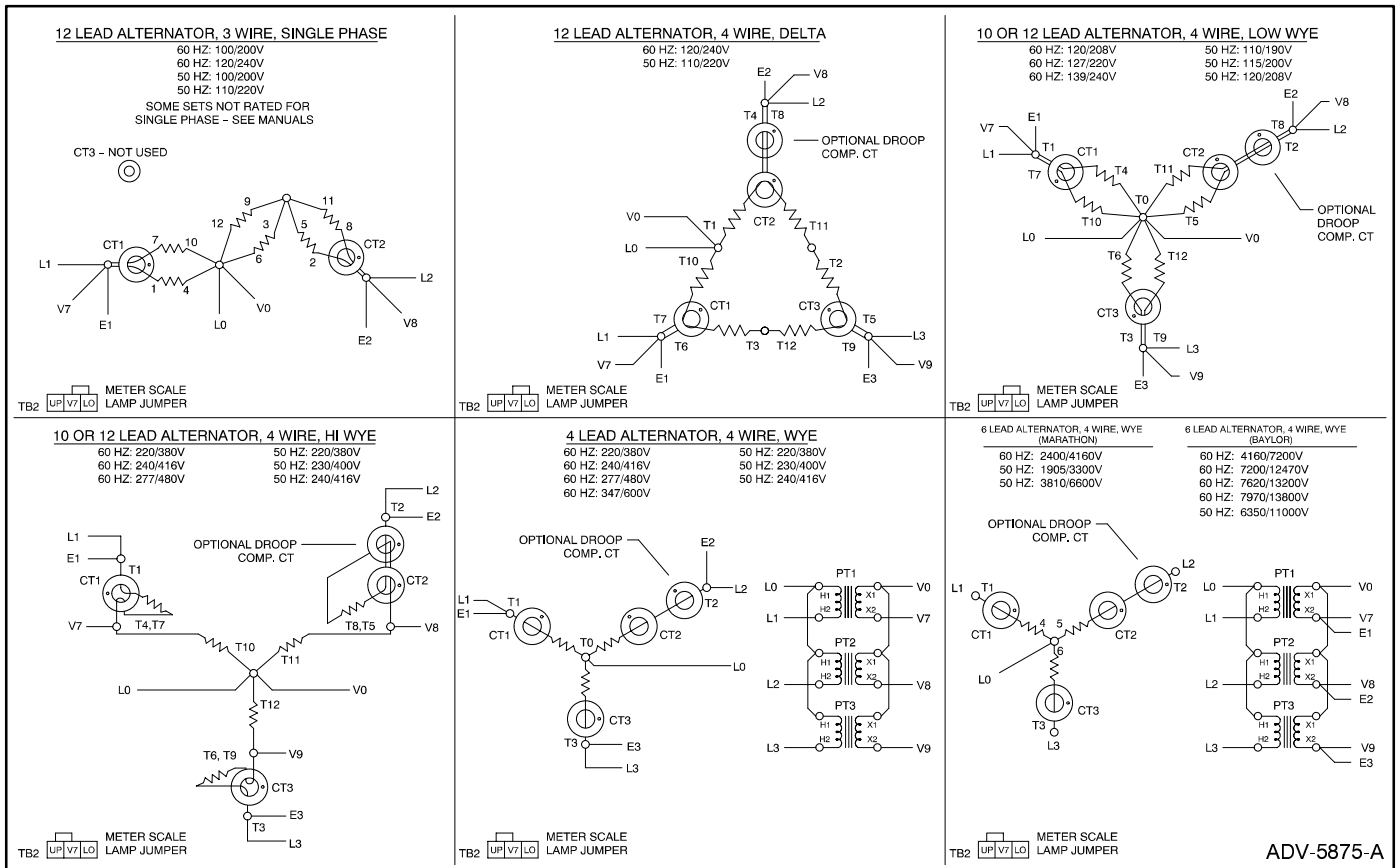 12 LEAD ALTERNATOR, 3 WIRE, SINGLE PHASE
60 HZ: 100/200V
60 HZ: 120/240V
50 HZ: 100/200V
50 HZ: 110/220V
SOME SETS NOT RATED FOR
SINGLE PHASE – SEE MANUALS
CT3 – NOT USED
9
11
12
3
5
8
CT1
7
10
6
2
CT2
L1
1
4
L2
V7
E1
L0
V0
V8
E2
TB2
UP V7 LO
METER SCALE
LAMP JUMPER
12 LEAD ALTERNATOR, 4 WIRE, DELTA
60 HZ: 120/240V
50 HZ: 110/220V
E2
V8
L2
T4
T8
OPTIONAL DROOP
COMP. CT
CT2
V0
T1
T11
L0
T10
T2
CT1
CT3
T7
T5
L1
T6
T3
T12
T9
L3
V7
V9
E1
E3
TB2
UP V7 LO
METER SCALE
LAMP JUMPER
10 OR 12 LEAD ALTERNATOR, 4 WIRE, LOW WYE
60 HZ: 120/208V
50 HZ: 110/190V
60 HZ: 127/220V
50 HZ: 115/200V
60 HZ: 139/240V
50 HZ: 120/208V
E2
V8
E1
V7
T8
L2
T1
CT1
CT2
T2
L1
T7
T4
T11
T0
T10
T5
OPTIONAL
DROOP
COMP. CT
L0
V0
T6
T12
CT3
T3
T9
L3
V9
E3
TB2
UP V7 LO
METER SCALE
LAMP JUMPER
10 OR 12 LEAD ALTERNATOR, 4 WIRE, HI WYE
60 HZ: 220/380V
50 HZ: 220/380V
60 HZ: 240/416V
50 HZ: 230/400V
60 HZ: 277/480V
50 HZ: 240/416V
L2
T2
E2
L1
OPTIONAL DROOP
COMP. CT
E1
T1
CT1
CT2
V7
T4,T7
T8,T5
V8
T10
T11
L0
V0
T12
T6, T9
V9
CT3
E3
T3
L3
TB2
UP V7 LO
METER SCALE
LAMP JUMPER
4 LEAD ALTERNATOR, 4 WIRE, WYE
60 HZ: 220/380V
50 HZ: 220/380V
60 HZ: 240/416V
50 HZ: 230/400V
60 HZ: 277/480V
50 HZ: 240/416V
60 HZ: 347/600V
OPTIONAL DROOP
COMP. CT
E2
L2
T2
L1
T1
E1
CT1
CT2
T0
L0
CT3
T3
E3
L3
PT1
L0
H1
X1
V0
H2
X2
L1
V7
PT2
H1
X1
H2
X2
L2
V8
PT3
H1
X1
H2
X2
L3
V9
TB2
UP V7 LO
METER SCALE
LAMP JUMPER
6 LEAD ALTERNATOR, 4 WIRE, WYE
(MARATHON)
60 HZ: 2400/4160V
50 HZ: 1905/3300V
50 HZ: 3810/6600V
6 LEAD ALTERNATOR, 4 WIRE, WYE
(BAYLOR)
60 HZ: 4160/7200V
60 HZ: 7200/12470V
60 HZ: 7620/13200V
60 HZ: 7970/13800V
50 HZ: 6350/11000V
OPTIONAL DROOP
COMP. CT
L2
T2
L1
T1
CT1
4
5
CT2
6
L0
CT3
T3
L3
PT1
L0
H1
X1
V0
H2
X2
L1
V7
E1
PT2
H1
X1
H2
X2
L2
V8
E2
PT3
H1
X1
H2
X2
L3
V9
E3
TB2
UP V7 LO
METER SCALE
LAMP JUMPER
ADV-5875-A